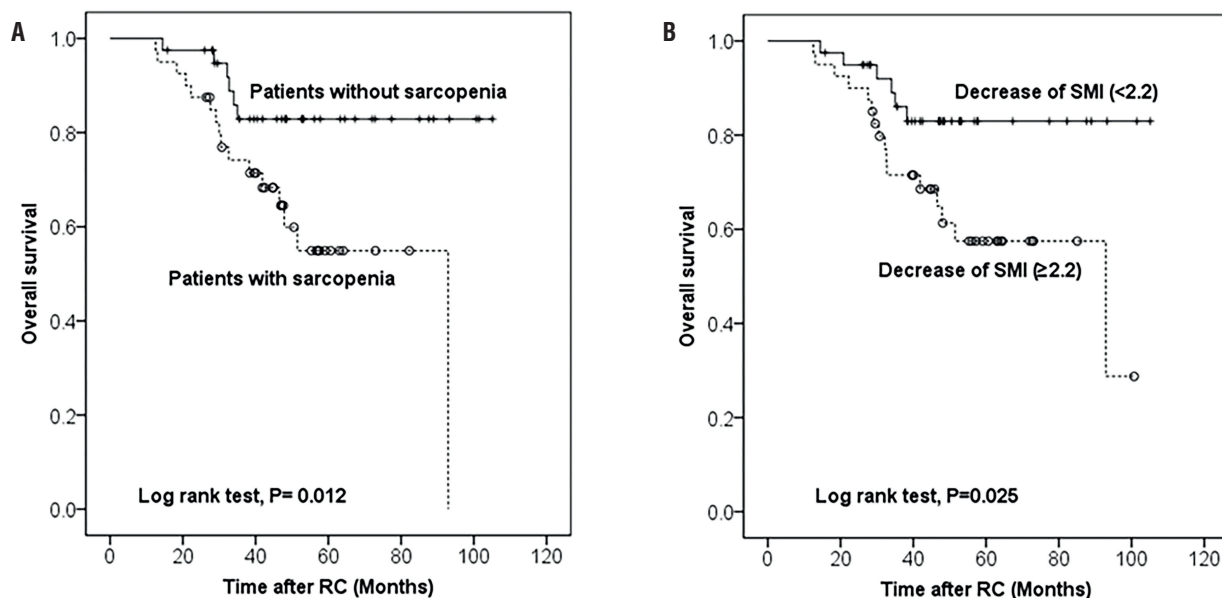 A
Overall survival
1.0
0.8
0.6
0.4
0.2
0.0
Patients without sarcopenia
Patients with sarcopenia
Log rank test, P= 0.012
0 20 40 60 80 100 120
Time after RC (Months)
B
Overall survival
1.0
0.8
0.6
0.4
0.2
0.0
Decrease of SMI (<2.2)
Decrease of SMI (≥2.2)
Log rank test, P=0.025
0 20 40 60 80 100 120
Time after RC (Months)